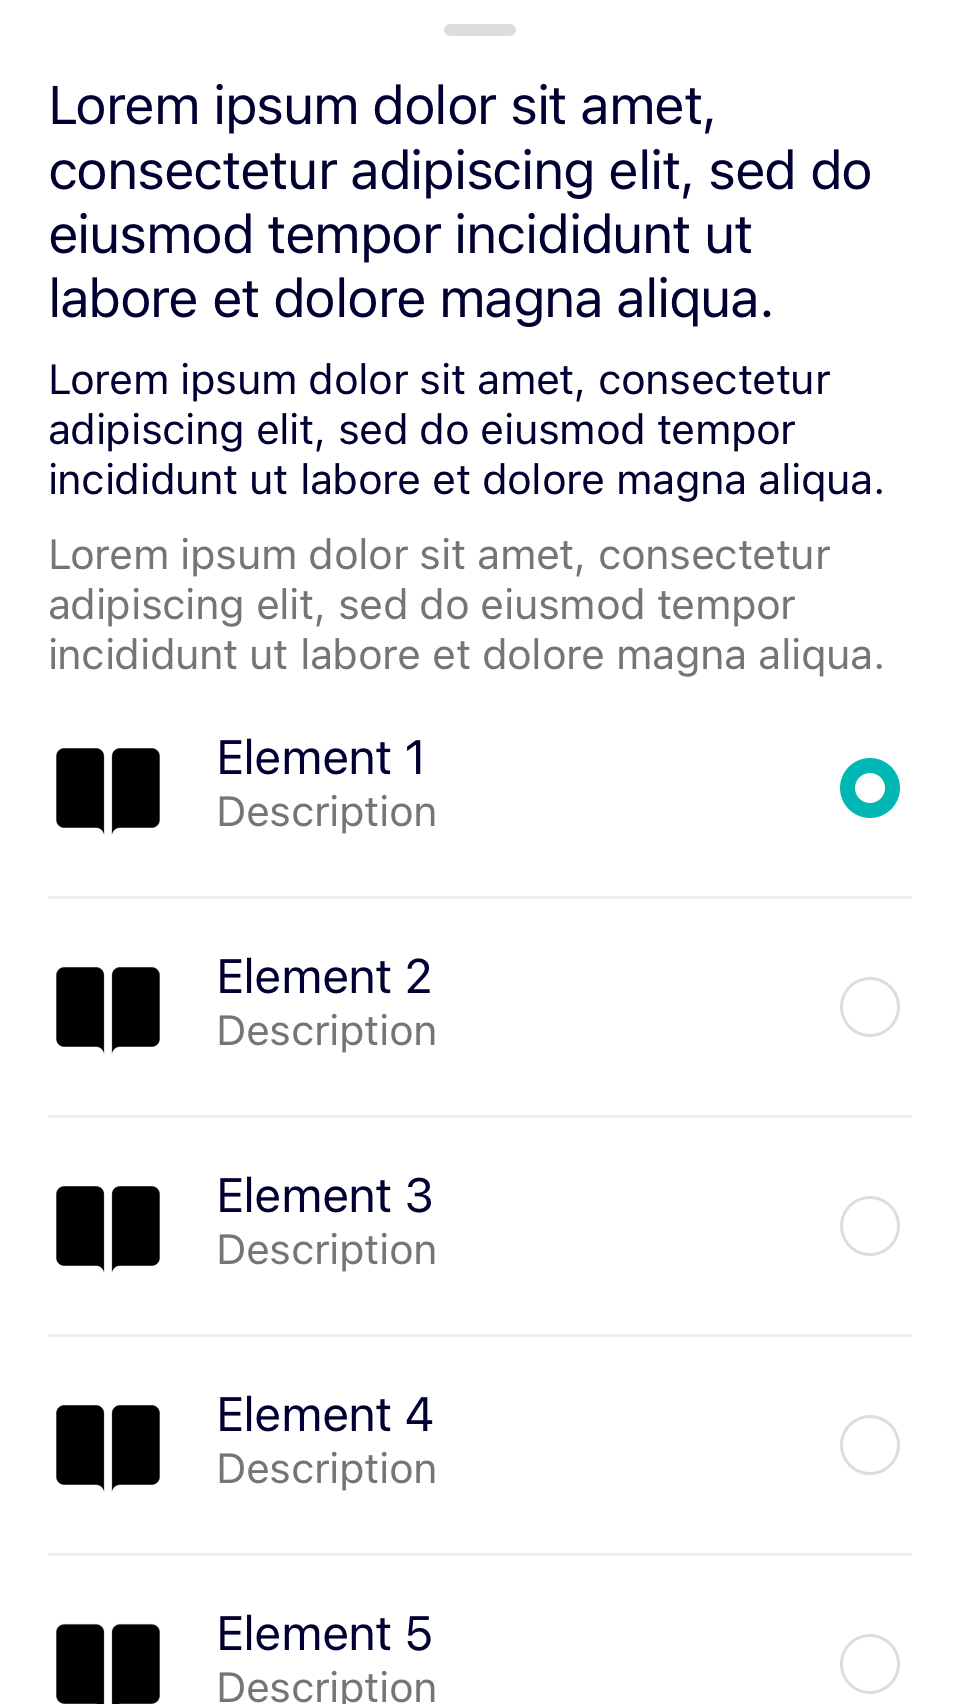 Lorem ipsum dolor sit amet,
consectetur adipiscing elit, sed do
eiusmod tempor incididunt ut
labore et dolore magna aliqua.
Lorem ipsum dolor sit amet, consectetur
adipiscing elit, sed do eiusmod tempor
incididunt ut labore et dolore magna aliqua.
Lorem ipsum dolor sit amet, consectetur
adipiscing elit, sed do eiusmod tempor
incididunt ut labore et dolore magna aliqua.
Element 1
Description
Element 2
Description
Element 3
Description
Element 4
Description
Element 5
Description